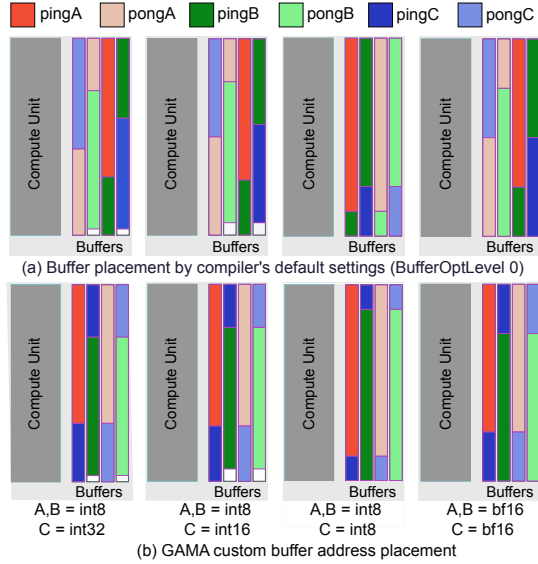 pingA pongA pingB pongB pingC pongC
Compute Unit Compute Unit Compute Unit Compute Unit
Buffers Buffers Buffers Buffers
(a) Buffer placement by compiler's default settings (BufferOptLevel 0)
Compute Unit Compute Unit Compute Unit Compute Unit
Buffers Buffers Buffers Buffers
A,B = int8 A,B = int8 A,B = int8 A,B = bf16
C = int32 C = int16 C = int8 C = bf16
(b) GAMA custom buffer address placement